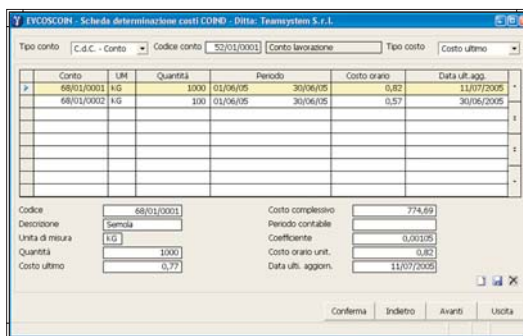 EYCOSCOIN - Scheda determinazione costi COIND - Ditta: Teamsystem S.r.l.
Tipo conto C.d.C. - Conto Codice conto 52/01/0001 Conto lavorazione Tipo costo Costo ultimo
Conto UM Quantità Periodo Costo orario Data ult.agg.
68/01/0001 KG 1000 01/06/05 30/06/05 0,82 11/07/2005
68/01/0002 KG 100 01/06/05 30/06/05 0,57 30/06/2005
Codice 68/01/0001 Costo complessivo 774,69
Descrizione Semola Periodo contabile
Unita di misura KG Coefficiente 0,00105
Quantità 1000 Costo orario unit. 0,82
Costo ultimo 0,77 Data ulti. aggiorn. 11/07/2005
Conferma Indietro Avanti Uscita